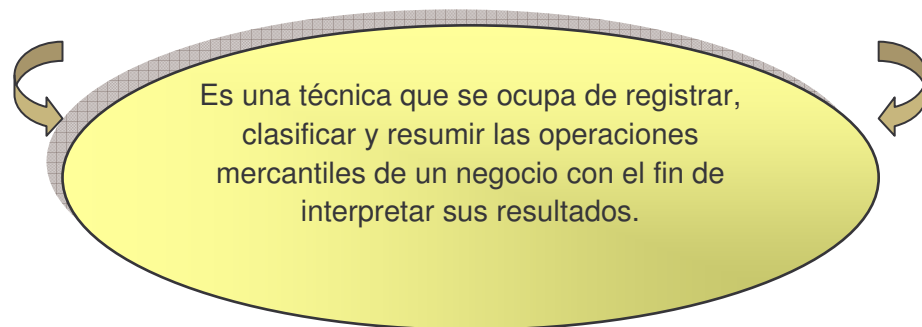 Es una técnica que se ocupa de registrar,
clasificar y resumir las operaciones
mercantiles de un negocio con el fin de
interpretar sus resultados.